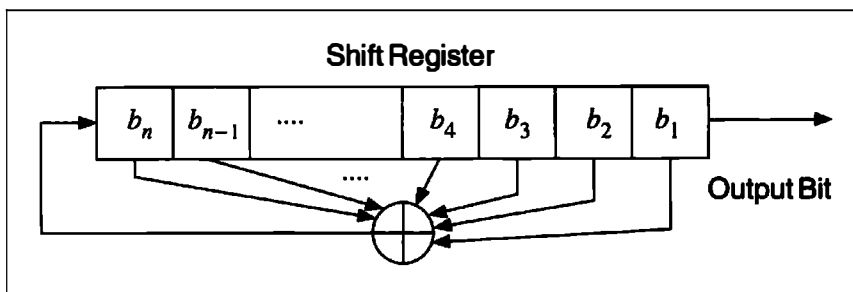 Shift Register
b_n b_{n-1} .... b_4 b_3 b_2 b_1
....
Output Bit